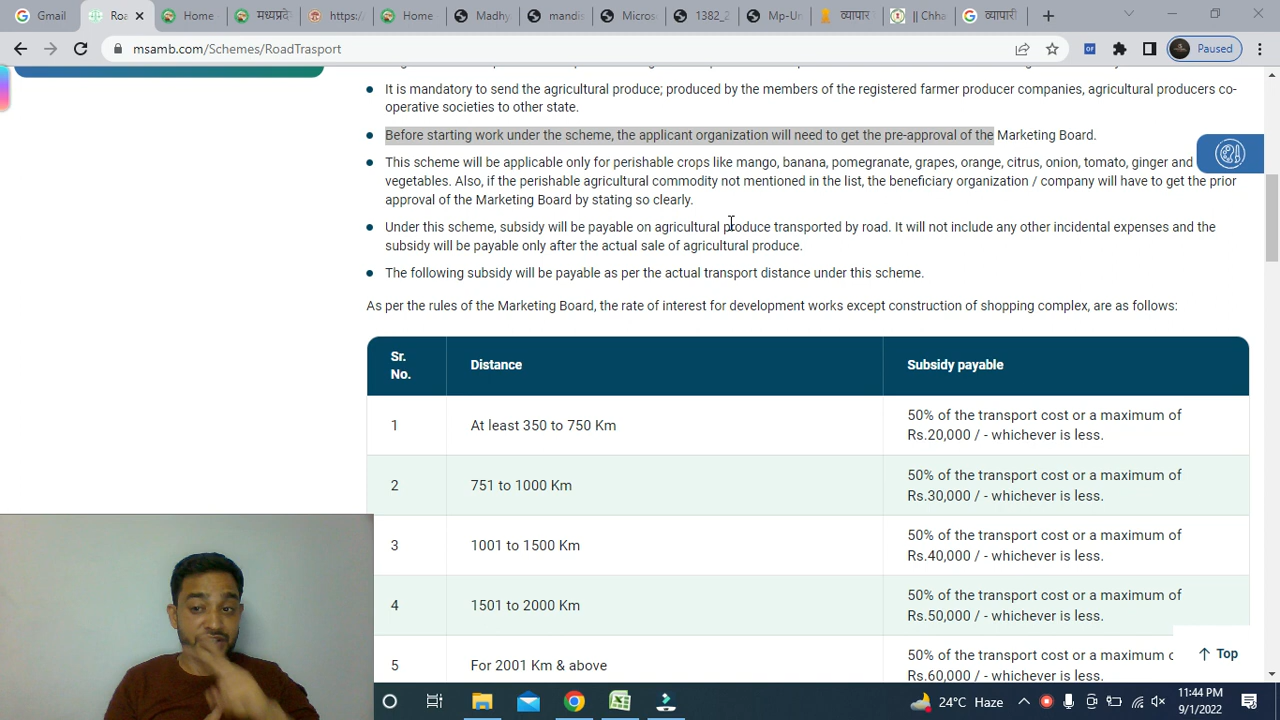 Gmail
Roa
Home
मध्यप्रदे
https:/
Home
Madhy
mandis
Micros
1382_2
Mp-Un
व्यापार
|| Chha
व्यापारी
msamb.com/Schemes/RoadTrasport
Paused
It is mandatory to send the agricultural produce; produced by the members of the registered farmer producer companies, agricultural producers co-
operative societies to other state.
Before starting work under the scheme, the applicant organization will need to get the pre-approval of the Marketing Board.
This scheme will be applicable only for perishable crops like mango, banana, pomegranate, grapes, orange, citrus, onion, tomato, ginger and
vegetables. Also, if the perishable agricultural commodity not mentioned in the list, the beneficiary organization / company will have to get the prior
approval of the Marketing Board by stating so clearly.
Under this scheme, subsidy will be payable on agricultural produce transported by road. It will not include any other incidental expenses and the
subsidy will be payable only after the actual sale of agricultural produce.
The following subsidy will be payable as per the actual transport distance under this scheme.
As per the rules of the Marketing Board, the rate of interest for development works except construction of shopping complex, are as follows:
Sr. No.
Distance
Subsidy payable
1
At least 350 to 750 Km
50% of the transport cost or a maximum of
Rs.20,000 / - whichever is less.
2
751 to 1000 Km
50% of the transport cost or a maximum of
Rs.30,000 / - whichever is less.
3
1001 to 1500 Km
50% of the transport cost or a maximum of
Rs.40,000 / - whichever is less.
4
1501 to 2000 Km
50% of the transport cost or a maximum of
Rs.50,000 / - whichever is less.
5
For 2001 Km & above
50% of the transport cost or a maximum
Rs.60,000 / - whichever is less.
Top
24°C Haze
11:44 PM
9/1/2022